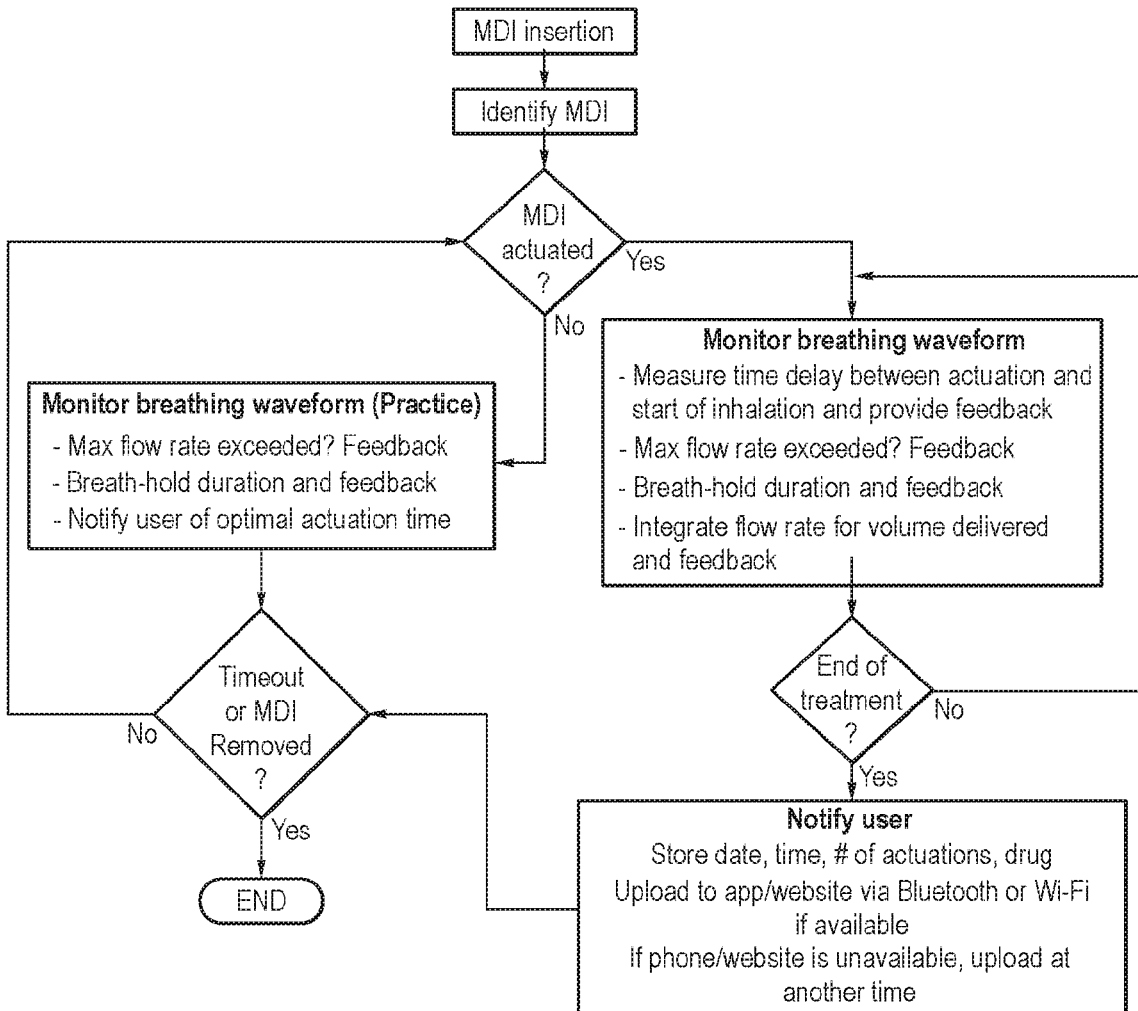 MDI insertion
Identify MDI
MDI
actuated
?
Yes
No
Monitor breathing waveform
- Measure time delay between actuation and
start of inhalation and provide feedback
- Max flow rate exceeded? Feedback
- Breath-hold duration and feedback
- Integrate flow rate for volume delivered
and feedback
Monitor breathing waveform (Practice)
- Max flow rate exceeded? Feedback
- Breath-hold duration and feedback
- Notify user of optimal actuation time
Timeout
or MDI
Removed
?
No
Yes
END
End of
treatment
?
No
Yes
Notify user
Store date, time, # of actuations, drug
Upload to app/website via Bluetooth or Wi-Fi
if available
If phone/website is unavailable, upload at
another time